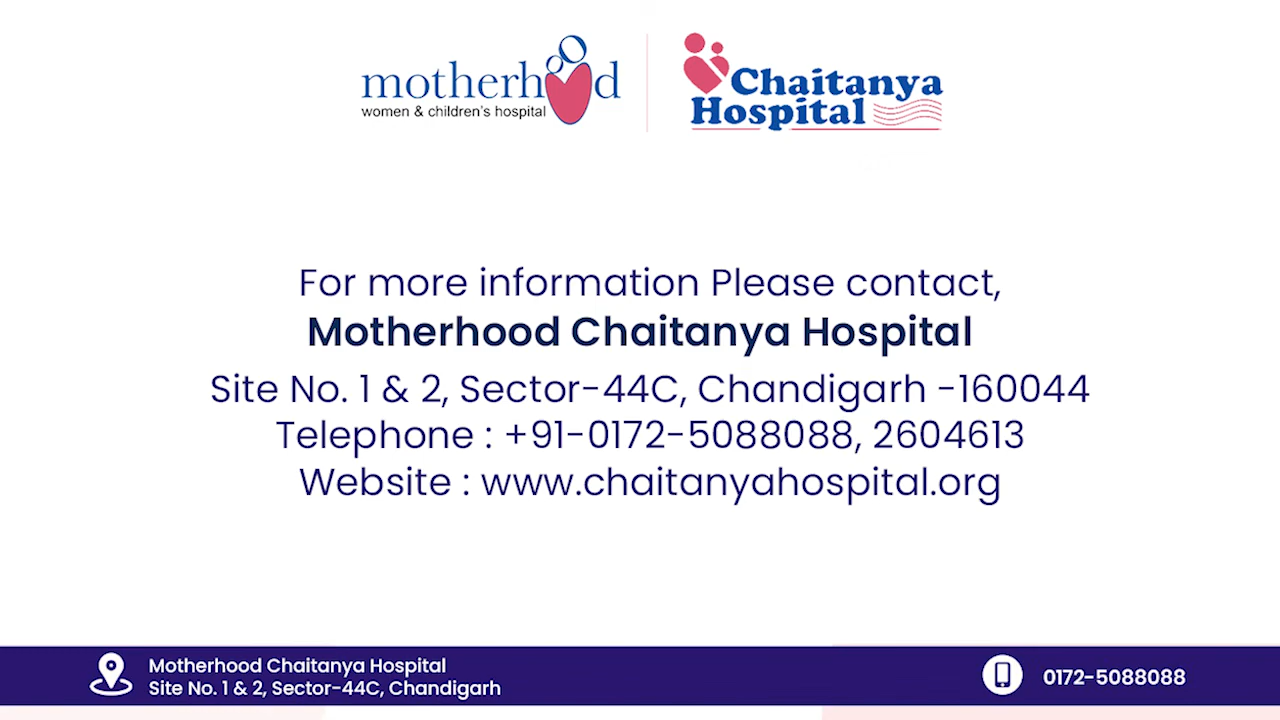 motherhood
women & children's hospital
Chaitanya
Hospital
For more information Please contact,
Motherhood Chaitanya Hospital
Site No. 1 & 2, Sector-44C, Chandigarh -160044
Telephone : +91-0172-5088088, 2604613
Website : www.chaitanyahospital.org
Motherhood Chaitanya Hospital
Site No. 1 & 2, Sector-44C, Chandigarh
0172-5088088